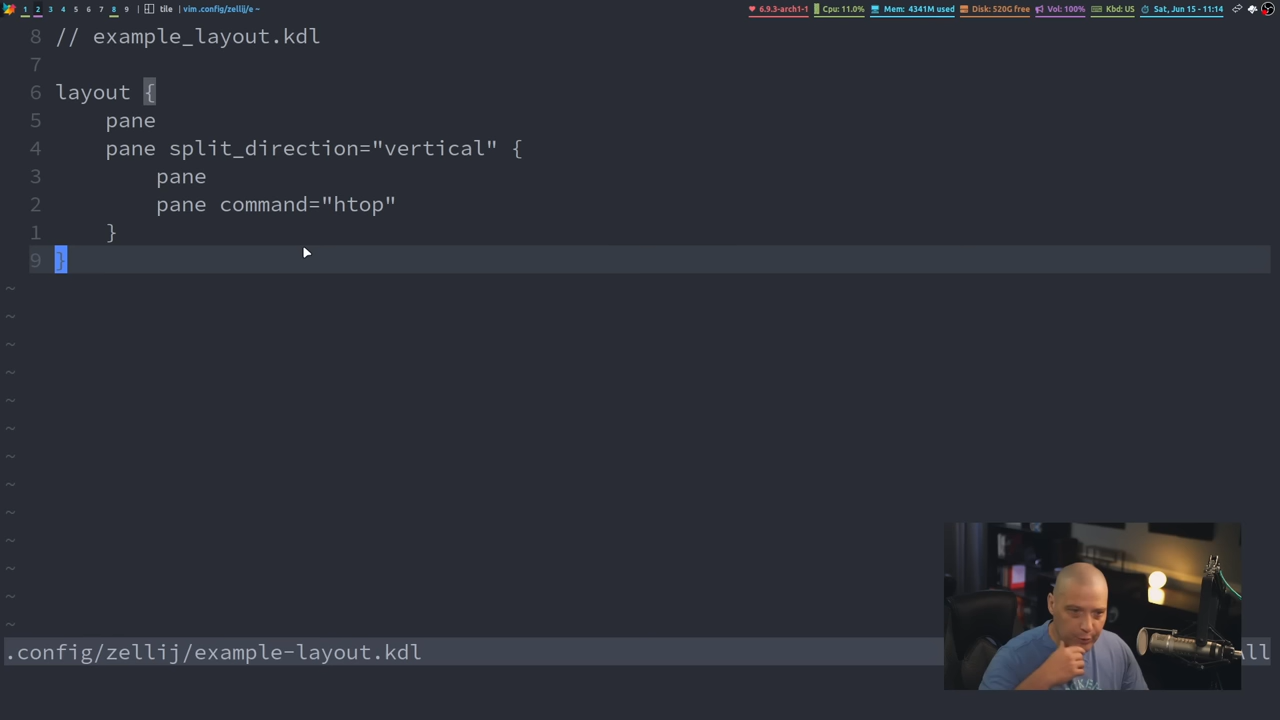 1 2 3 4 5 6 7 8 9 | tile | vim .config/zellij/e ~
6.9.3-arch1-1 Cpu: 11.0% Mem: 4341M used Disk: 520G free Vol: 100% Kbd: US Sat, Jun 15 - 11:14
8 // example_layout.kdl
7
6 layout {
5 pane
4 pane split_direction="vertical" {
3 pane
2 pane command="htop"
1 }
9 }
~
~
~
~
~
~
~
~
~
~
~
~
~
.config/zellij/example-layout.kdl